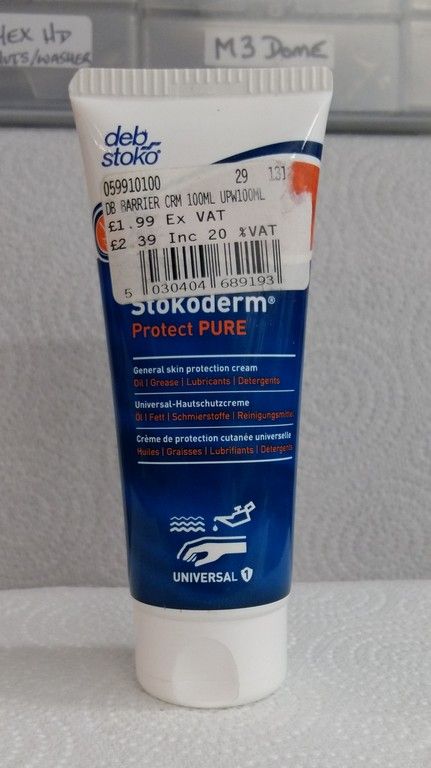 HEX HD
NUTS/WASHER
M3 DOME
deb
stoko®
059910100 29 131
DB BARRIER CRM 100ML UPW100ML
£1.99 Ex VAT
£2.39 Inc 20 %VAT
5 030404 689193
Stokoderm®
Protect PURE
General skin protection cream
Oil | Grease | Lubricants | Detergents
Universal-Hautschutzcreme
Öl | Fett | Schmierstoffe | Reinigungsmittel
Crème de protection cutanée universelle
Huiles | Graisses | Lubrifiants | Détergents
UNIVERSAL 1